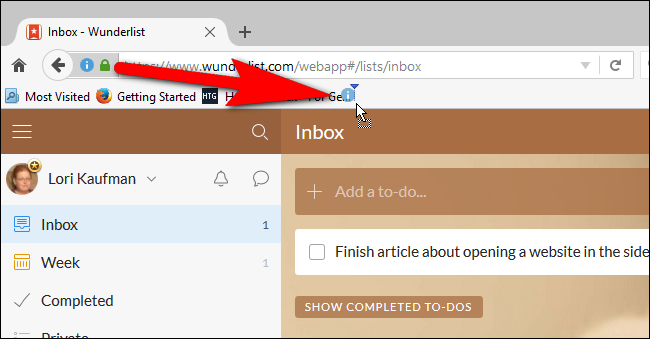 Inbox - Wunderlist
https://www.wunderlist.com/webapp#/lists/inbox
Most Visited Getting Started HTG For Ge
Inbox
Add a to-do...
Lori Kaufman
Inbox 1
Finish article about opening a website in the side
Week 1
Completed
SHOW COMPLETED TO-DOS
Private